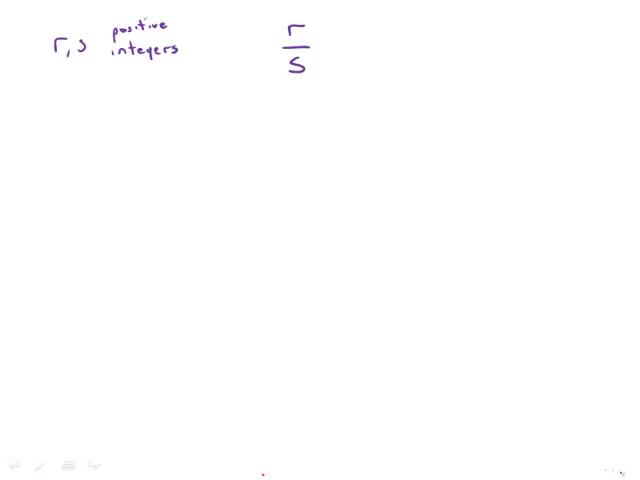 r, s positive integers
r
s